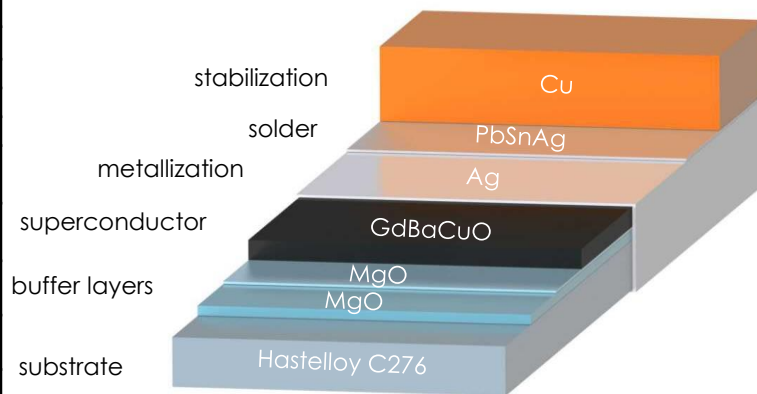 stabilization
Cu
solder
PbSnAg
metallization
Ag
superconductor
GdBaCuO
buffer layers
MgO
MgO
substrate
Hastelloy C276